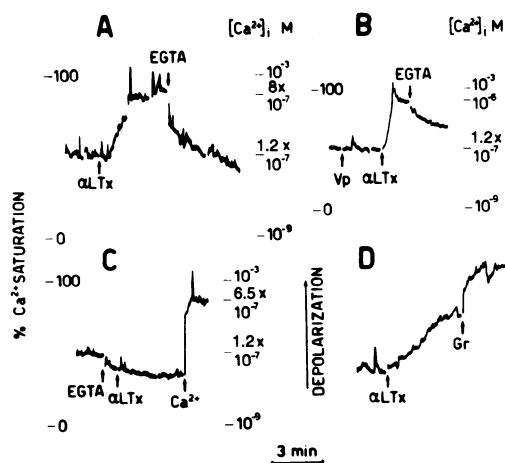 A
[Ca²⁺]i M
EGTA
-100
-10⁻³
8x
-10⁻⁷
1.2 x
-10⁻⁷
αLTx
-0
-10⁻⁹
B
[Ca²⁺]i M
EGTA
-100
-10⁻³
-10⁻⁶
1.2 x
-10⁻⁷
Vp αLTx
-0
-10⁻⁹
% Ca²⁺ SATURATION
C
-100
-10⁻³
6.5 x
-10⁻⁷
1.2 x
-10⁻⁷
EGTA
αLTx
Ca²⁺
-0
-10⁻⁹
D
DEPOLARIZATION
Gr
αLTx
3 min